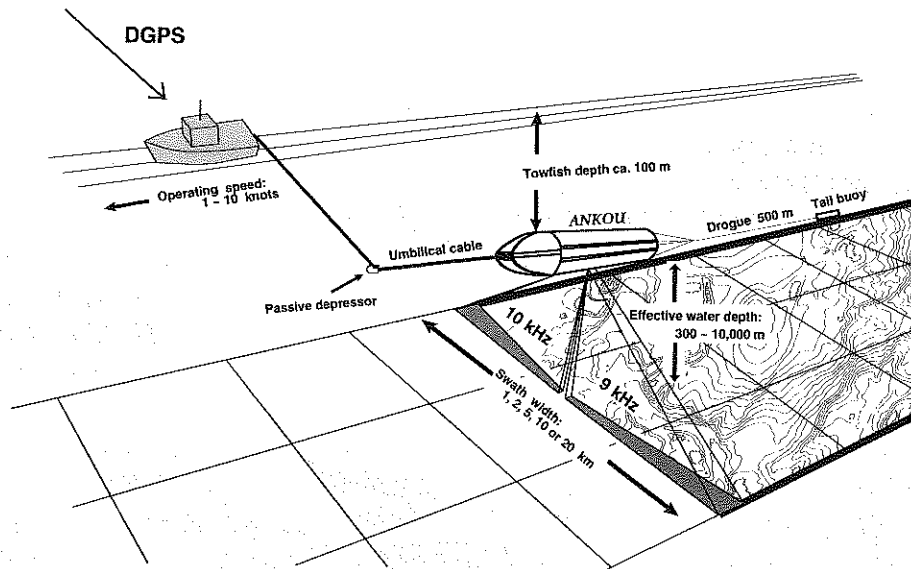 DGPS
Operating speed:
1 ~ 10 knots
Towfish depth ca. 100 m
Tail buoy
Drogue 500 m
ANKOU
Umbilical cable
Passive depressor
Effective water depth:
300 ~ 10,000 m
10 kHz
9 kHz
Swath width:
1, 2, 5, 10 or 20 km